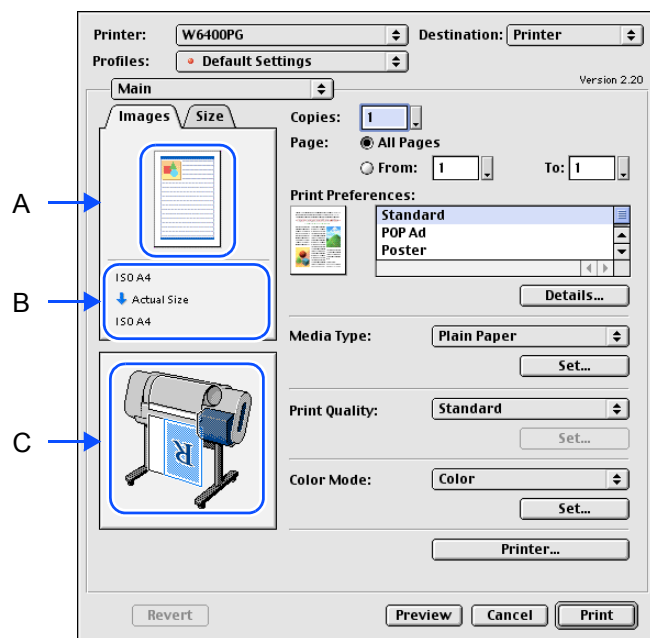 Printer: W6400PG Destination: Printer
Profiles: Default Settings
Version 2.20
Main
Images Size
Copies: 1
Page: All Pages
From: 1 To: 1
Print Preferences:
Standard
POP Ad
Poster
Details...
A
B
C
ISO A4
Actual Size
ISO A4
R
Media Type: Plain Paper
Set...
Print Quality: Standard
Set...
Color Mode: Color
Set...
Printer...
Revert Preview Cancel Print